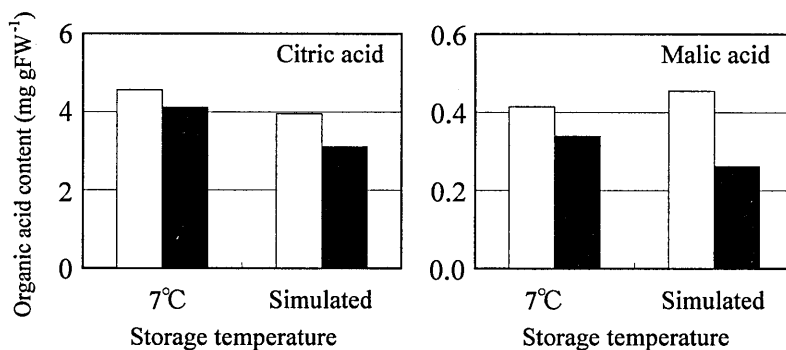 Organic acid content (mg gFW⁻¹)
6
4
2
0
Citric acid
7℃
Simulated
Storage temperature
0.6
0.4
0.2
0.0
Malic acid
7℃
Simulated
Storage temperature